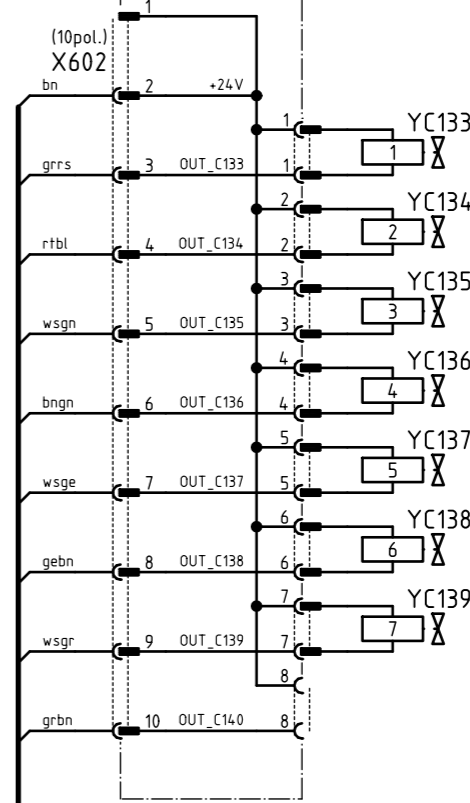 1
(10pol.)
X602
bn 2 +24V
1 YC133
1
grrs 3 OUT_C133 1
2 YC134
2
rtbl 4 OUT_C134 2
3 YC135
3
wsgn 5 OUT_C135 3
4 YC136
4
bngn 6 OUT_C136 4
5 YC137
5
wsge 7 OUT_C137 5
6 YC138
6
gebn 8 OUT_C138 6
7 YC139
7
wsgr 9 OUT_C139 7
8
grbn 10 OUT_C140 8